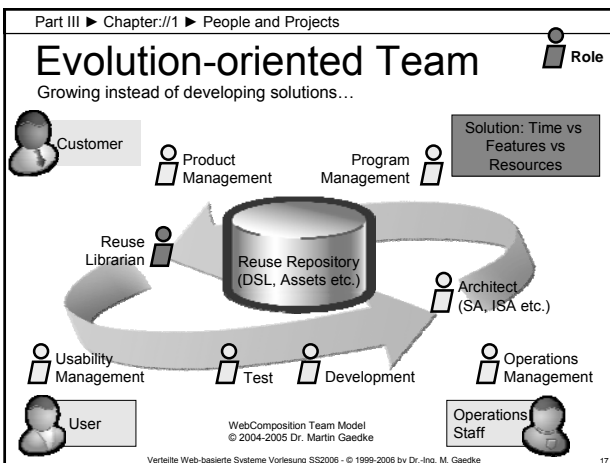 Part III ► Chapter://1 ► People and Projects
Evolution-oriented Team
Role
Growing instead of developing solutions…
Customer
Product
Management
Program
Management
Solution: Time vs
Features vs
Resources
Reuse
Librarian
Reuse Repository
(DSL, Assets etc.)
Architect
(SA, ISA etc.)
Usability
Management
Test
Development
Operations
Management
User
WebComposition Team Model
© 2004-2005 Dr. Martin Gaedke
Operations
Staff
Verteilte Web-basierte Systeme Vorlesung SS2006 - © 1999-2006 by Dr.-Ing. M. Gaedke
17